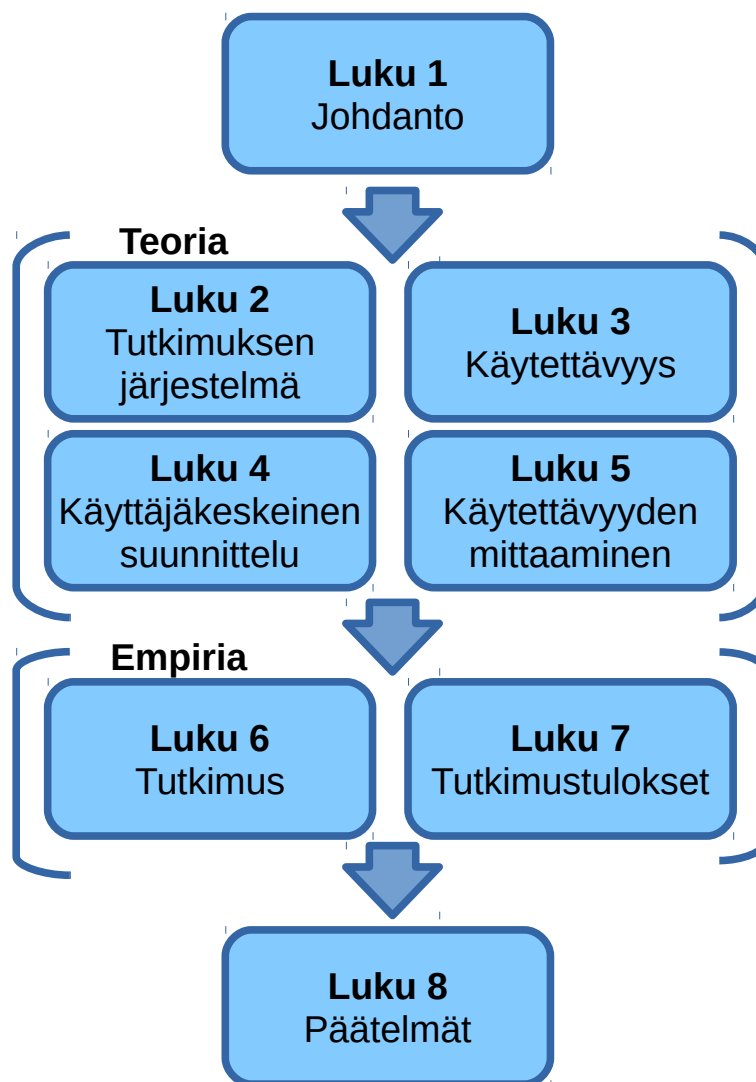 Luku 1
Johdanto
Teoria
Luku 2
Tutkimuksen
järjestelmä
Luku 3
Käytettävyys
Luku 4
Käyttäjäkeskeinen
suunnittelu
Luku 5
Käytettävyyden
mittaaminen
Empiria
Luku 6
Tutkimus
Luku 7
Tutkimustulokset
Luku 8
Päätelmät